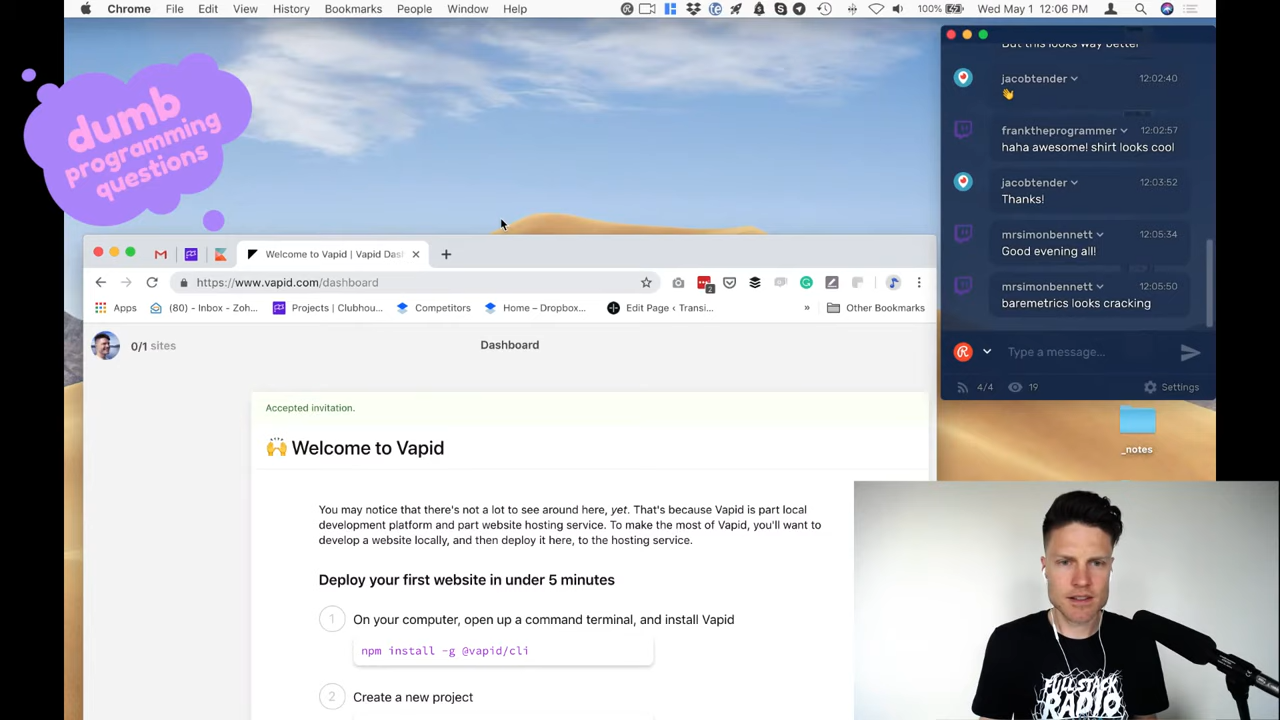 Chrome File Edit View History Bookmarks People Window Help
100% Wed May 1 12:06 PM
dumb
programming
questions
But this looks way better
jacobtender 12:02:40
👋
franktheprogrammer 12:02:57
haha awesome! shirt looks cool
jacobtender 12:03:52
Thanks!
mrsimonbennett 12:05:34
Good evening all!
mrsimonbennett 12:05:50
baremetrics looks cracking
Type a message...
4/4 19 Settings
_notes
Welcome to Vapid | Vapid Das
https://www.vapid.com/dashboard
2
Apps (80) - Inbox - Zoh... Projects | Clubhou... Competitors Home – Dropbox... Edit Page ‹ Transi... » Other Bookmarks
0/1 sites Dashboard
Accepted invitation.
🙌 Welcome to Vapid
You may notice that there's not a lot to see around here, yet. That's because Vapid is part local
development platform and part website hosting service. To make the most of Vapid, you'll want to
develop a website locally, and then deploy it here, to the hosting service.
Deploy your first website in under 5 minutes
1 On your computer, open up a command terminal, and install Vapid
npm install -g @vapid/cli
2 Create a new project
FULL STACK
RADIO